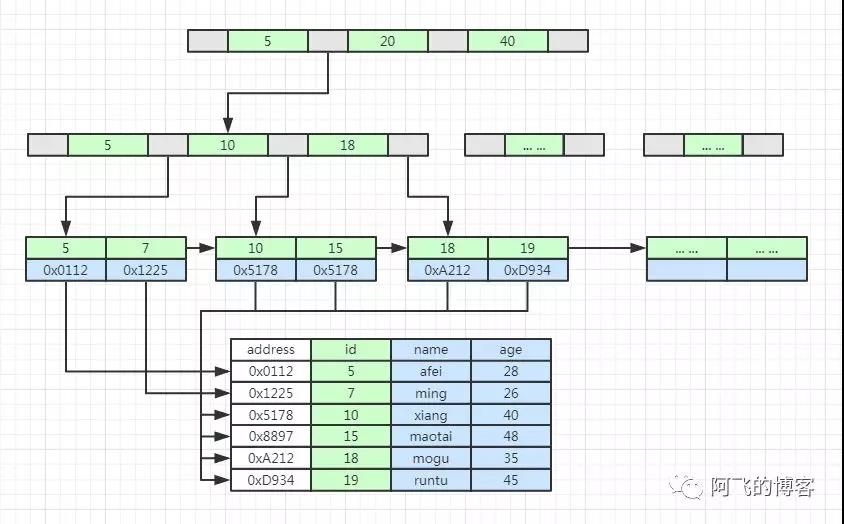 5 20 40
5 10 18 ... ... ... ...
5 7 10 15 18 19 ... ... ... ...
0x0112 0x1225 0x5178 0x5178 0xA212 0xD934
address id name age
0x0112 5 afei 28
0x1225 7 ming 26
0x5178 10 xiang 40
0x8897 15 maotai 48
0xA212 18 mogu 35
0xD934 19 runtu 45
阿飞的博客